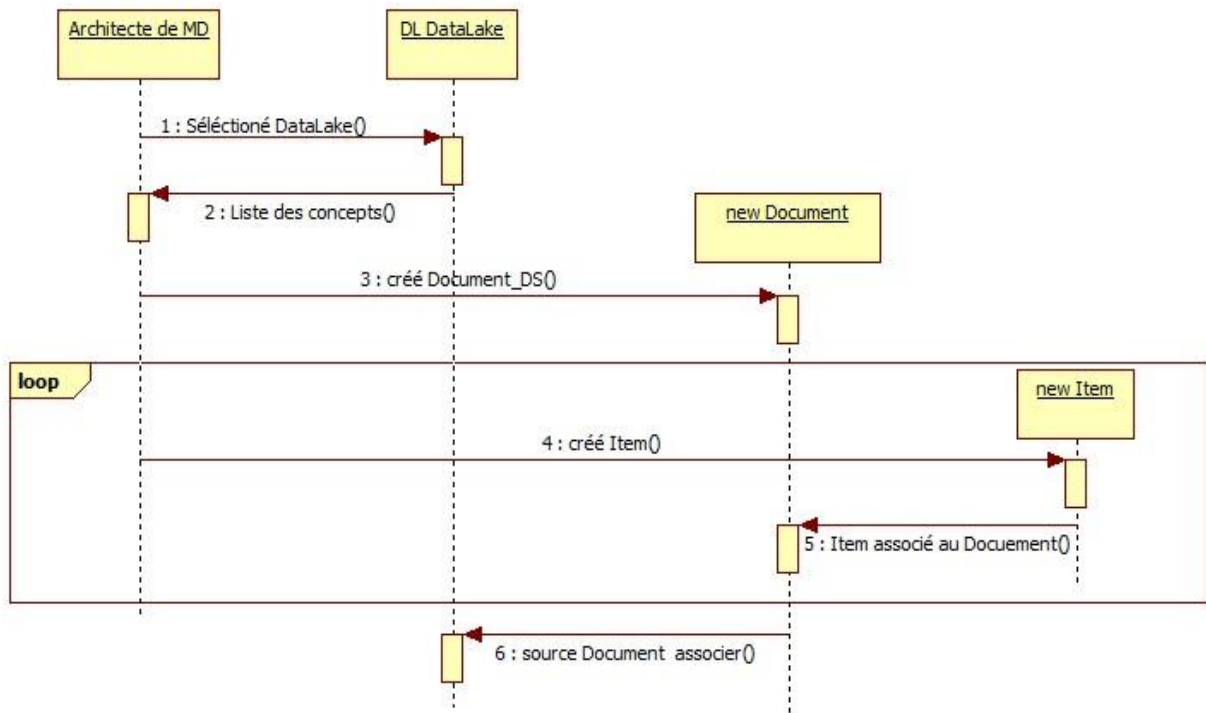 Architecte de MD
DL DataLake
1 : Séléctioné DataLake()
2 : Liste des concepts()
new Document
3 : créé Document_DS()
loop
new Item
4 : créé Item()
5 : Item associé au Docuement()
6 : source Document associer()